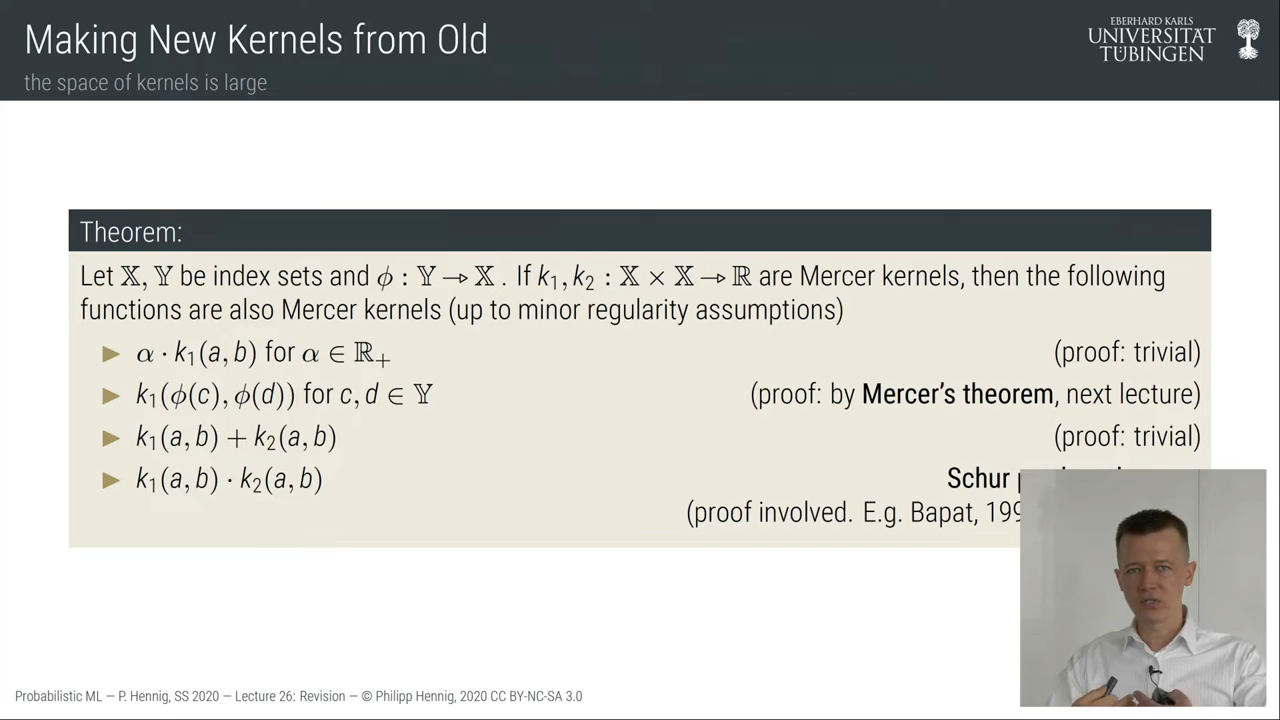 Making New Kernels from Old
the space of kernels is large
EBERHARD KARLS
UNIVERSITÄT
TÜBINGEN
Theorem:
Let 𝕏, 𝕐 be index sets and ϕ : 𝕐 → 𝕏 . If k₁, k₂ : 𝕏 × 𝕏 → ℝ are Mercer kernels, then the following
functions are also Mercer kernels (up to minor regularity assumptions)
▶ α · k₁(a, b) for α ∈ ℝ₊ (proof: trivial)
▶ k₁(ϕ(c), ϕ(d)) for c, d ∈ 𝕐 (proof: by Mercer's theorem, next lecture)
▶ k₁(a, b) + k₂(a, b) (proof: trivial)
▶ k₁(a, b) · k₂(a, b) Schur
(proof involved. E.g. Bapat,
Probabilistic ML — P. Hennig, SS 2020 — Lecture 26: Revision — © Philipp Hennig, 2020 CC BY-NC-SA 3.0